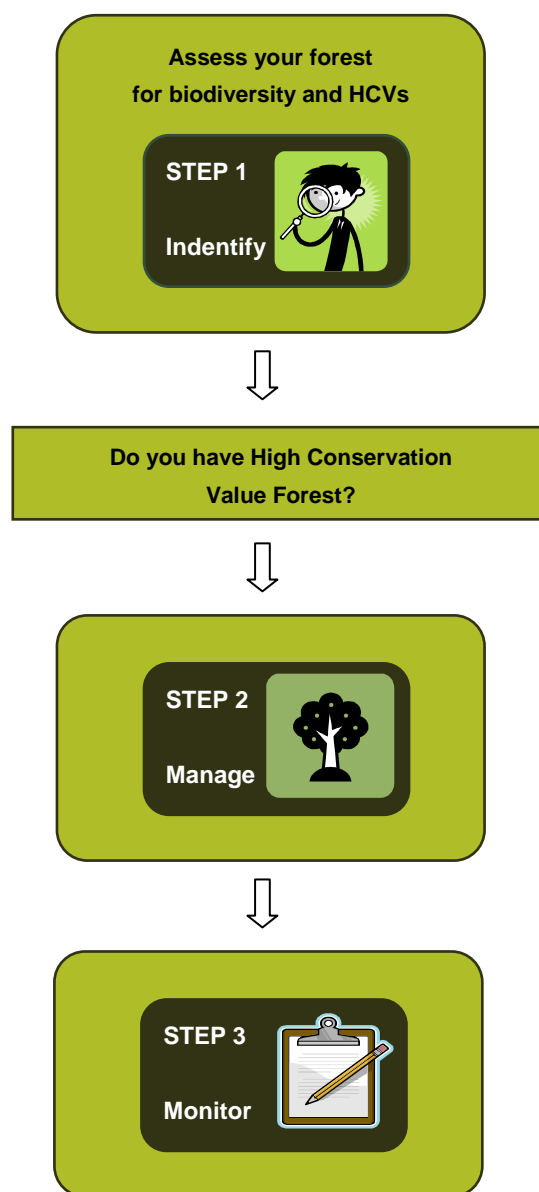 Assess your forest
for biodiversity and HCVs
STEP 1
Indentify
Do you have High Conservation
Value Forest?
STEP 2
Manage
STEP 3
Monitor